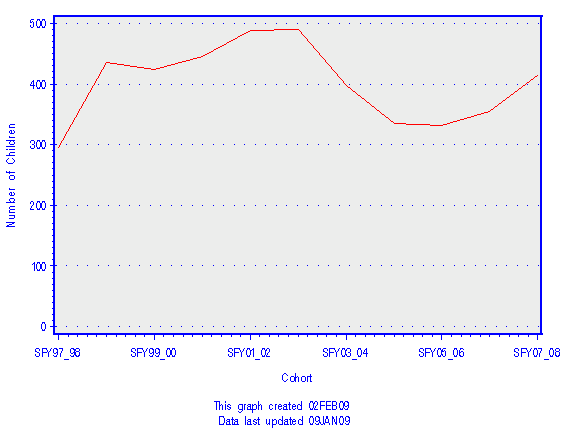 500
400
300
200
100
0
Number of Children
SFY97_98 SFY99_00 SFY01_02 SFY03_04 SFY05_06 SFY07_08
Cohort
This graph created 02FEB09
Data last updated 09JAN09